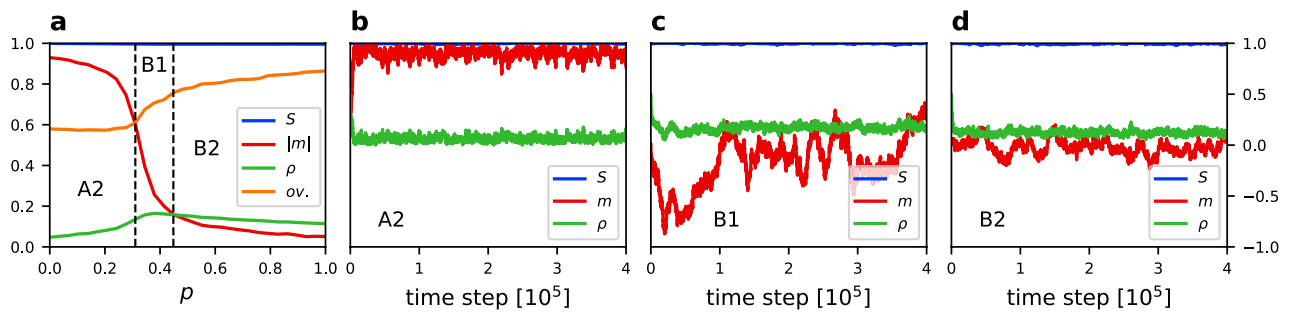 a
b
c
d
1.0
0.8
0.6
0.4
0.2
0.0
0.0 0.2 0.4 0.6 0.8 1.0
p
A2
B1
B2
S
|m|
ρ
ov.
A2
S
m
ρ
0 1 2 3 4
time step [10⁵]
B1
S
m
ρ
0 1 2 3 4
time step [10⁵]
B2
S
m
ρ
0 1 2 3 4
time step [10⁵]
1.0
0.5
0.0
−0.5
−1.0